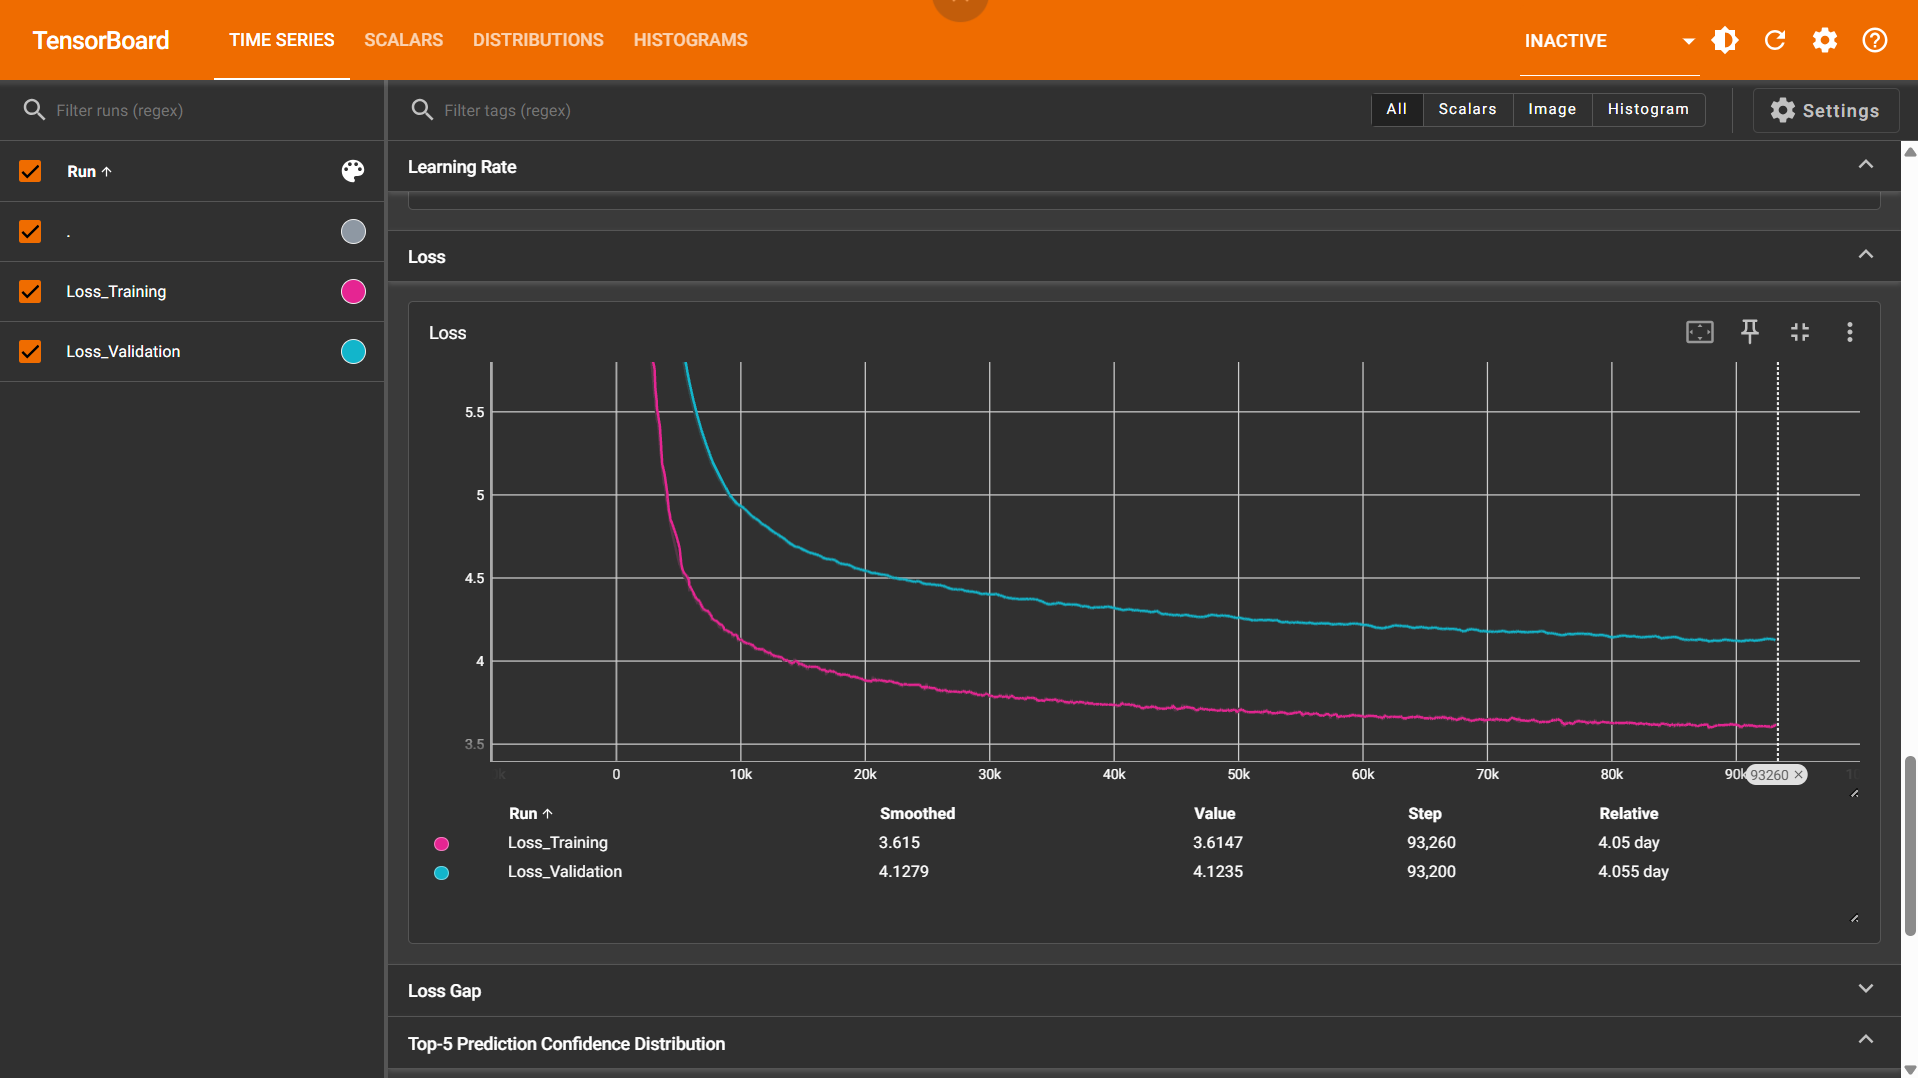 TensorBoard TIME SERIES SCALARS DISTRIBUTIONS HISTOGRAMS INACTIVE
Filter runs (regex)
Filter tags (regex) All Scalars Image Histogram Settings
Run
.
Loss_Training
Loss_Validation
Learning Rate
Loss
Loss
5.5
5
4.5
4
3.5
0 10k 20k 30k 40k 50k 60k 70k 80k 90k 93260
Run Smoothed Value Step Relative
Loss_Training 3.615 3.6147 93,260 4.05 day
Loss_Validation 4.1279 4.1235 93,200 4.055 day
Loss Gap
Top-5 Prediction Confidence Distribution